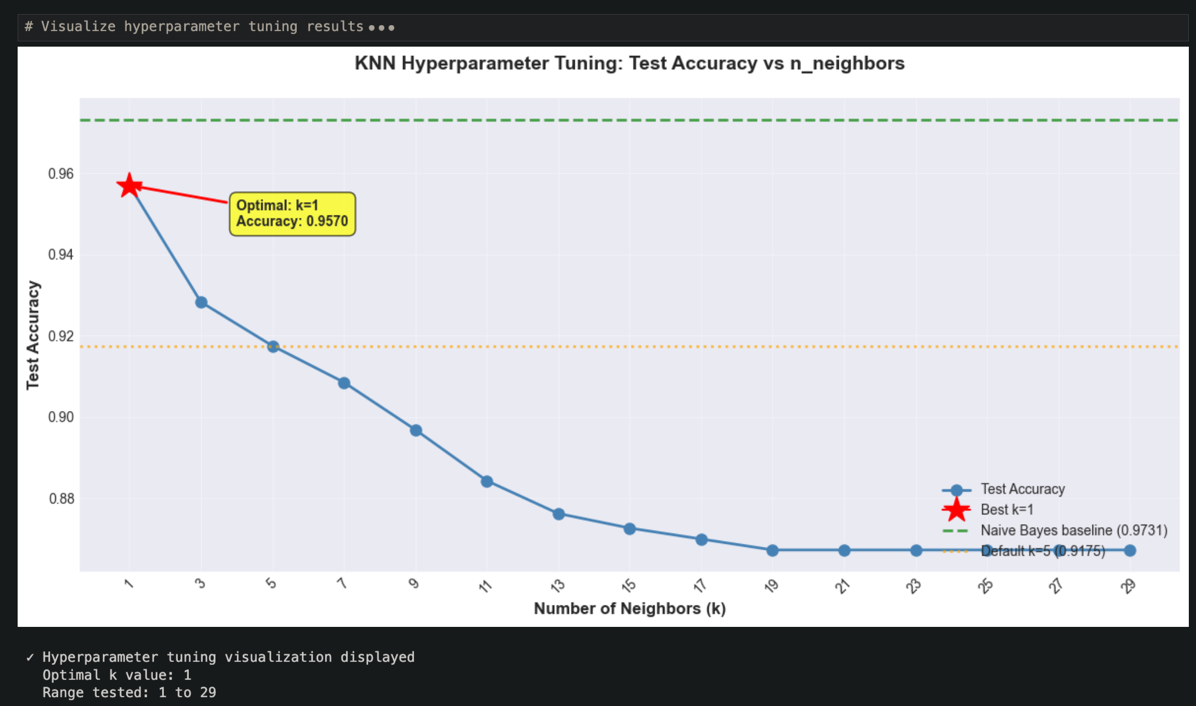 # Visualize hyperparameter tuning results •••
KNN Hyperparameter Tuning: Test Accuracy vs n_neighbors
0.96
0.94
0.92
0.90
0.88
Test Accuracy
Optimal: k=1
Accuracy: 0.9570
Test Accuracy
Best k=1
Naive Bayes baseline (0.9731)
Default k=5 (0.9175)
1 3 5 7 9 11 13 15 17 19 21 23 25 27 29
Number of Neighbors (k)
✓ Hyperparameter tuning visualization displayed
Optimal k value: 1
Range tested: 1 to 29